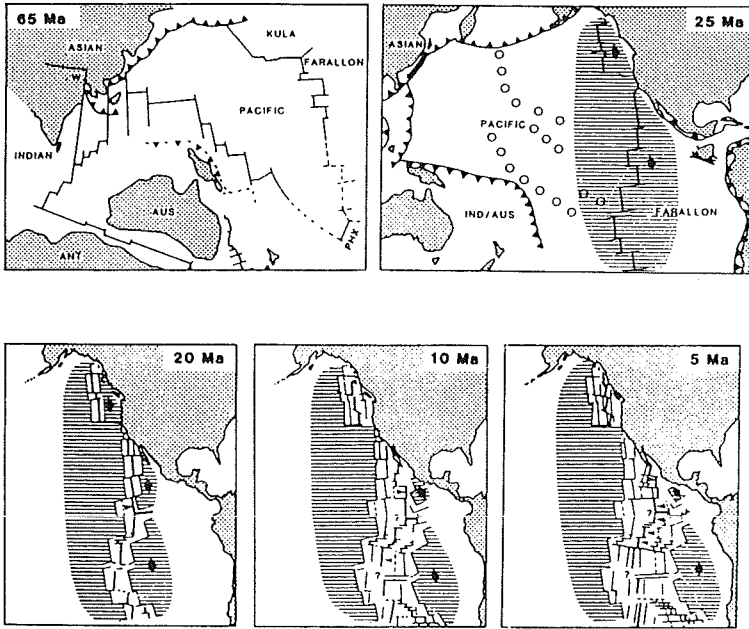 65 Ma
ASIAN
KULA
FARALLON
W
PACIFIC
INDIAN
AUS
PHX
ANT
25 Ma
ASIAN
PACIFIC
IND/AUS
FARALLON
20 Ma
10 Ma
?
?
5 Ma
?
?